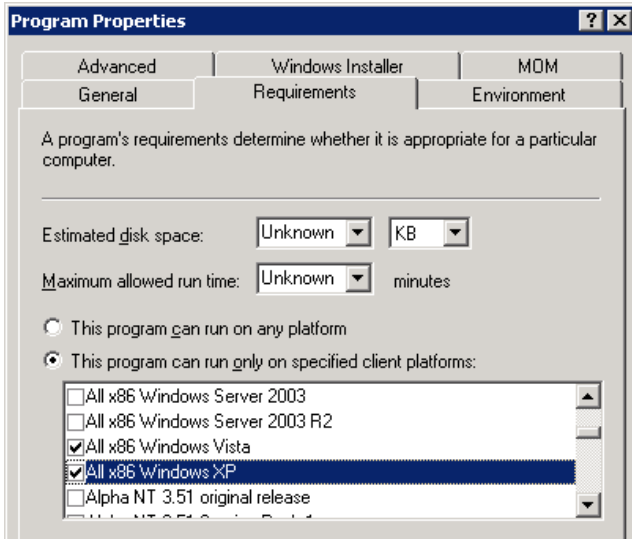 Program Properties
Advanced
Windows Installer
MOM
General
Requirements
Environment
A program's requirements determine whether it is appropriate for a particular
computer.
Estimated disk space:
Unknown
KB
Maximum allowed run time:
Unknown
minutes
This program can run on any platform
This program can run only on specified client platforms:
All x86 Windows Server 2003
All x86 Windows Server 2003 R2
All x86 Windows Vista
All x86 Windows XP
Alpha NT 3.51 original release